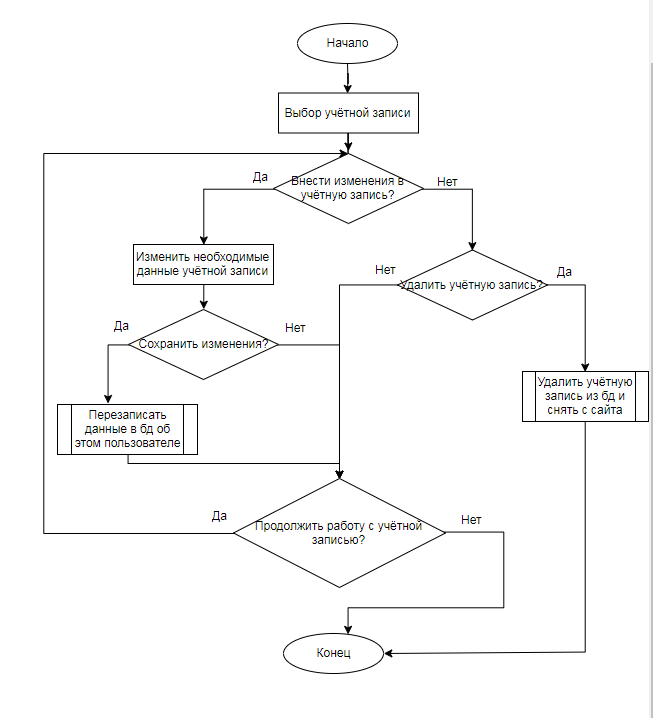 Начало
Выбор учётной записи
Внести изменения в
учётную запись?
Да
Нет
Изменить необходимые
данные учётной записи
Удалить учётную запись?
Нет
Да
Сохранить изменения?
Да
Нет
Удалить учётную
запись из бд и
снять с сайта
Перезаписать
данные в бд об
этом пользователе
Продолжить работу с учётной
записью?
Да
Нет
Конец